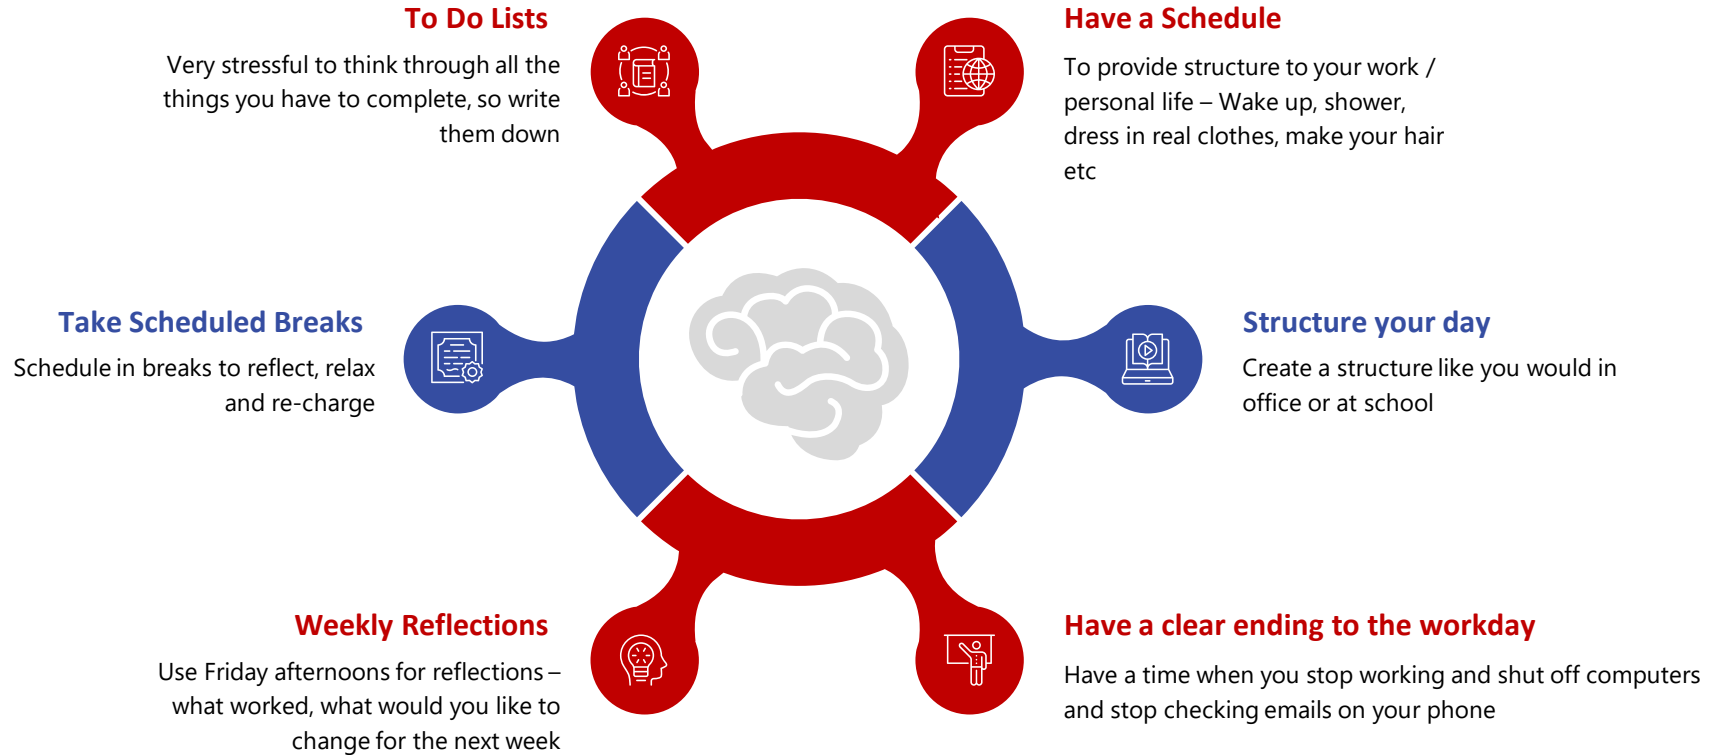 To Do Lists
Very stressful to think through all the
things you have to complete, so write
them down
Have a Schedule
To provide structure to your work /
personal life – Wake up, shower,
dress in real clothes, make your hair
etc
Take Scheduled Breaks
Schedule in breaks to reflect, relax
and re-charge
Structure your day
Create a structure like you would in
office or at school
Weekly Reflections
Use Friday afternoons for reflections –
what worked, what would you like to
change for the next week
Have a clear ending to the workday
Have a time when you stop working and shut off computers
and stop checking emails on your phone